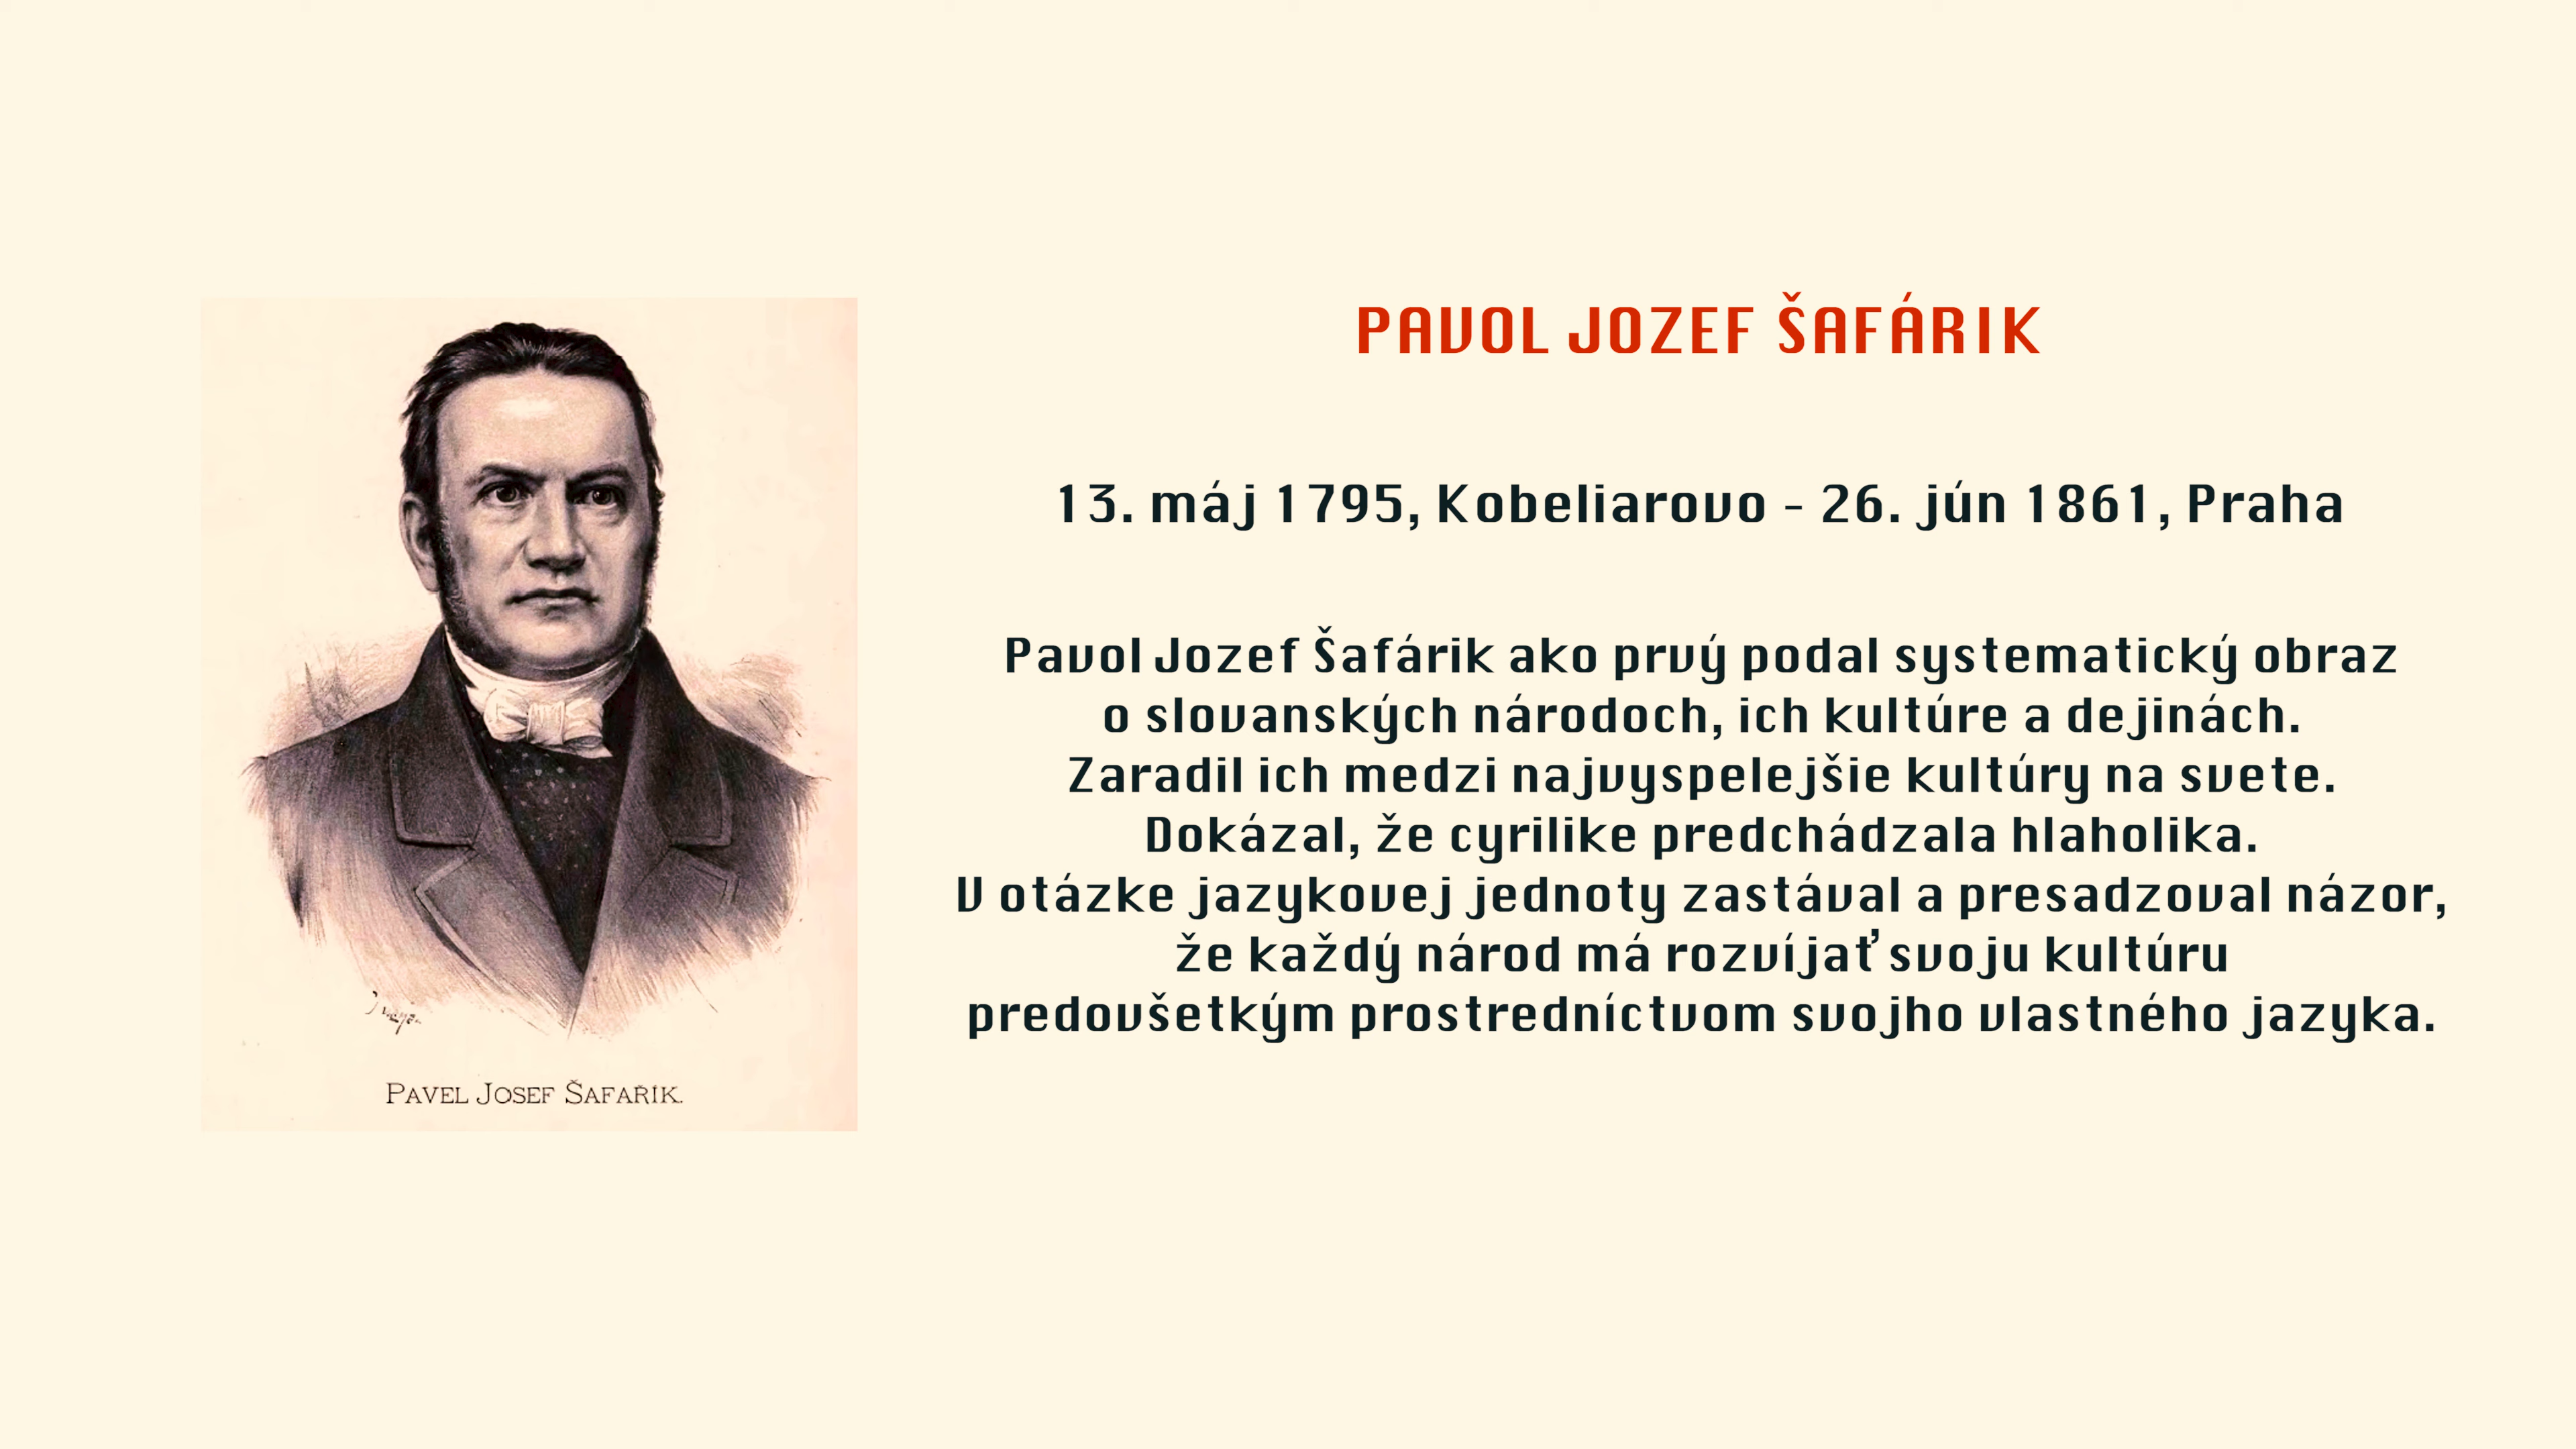 PAVOL JOZEF ŠAFÁRIK
13. máj 1795, Kobeliarovo - 26. jún 1861, Praha
Pavol Jozef Šafárik ako prvý podal systematický obraz
o slovanských národoch, ich kultúre a dejinách.
Zaradil ich medzi najvyspelejšie kultúry na svete.
Dokázal, že cyrilike predchádzala hlaholika.
V otázke jazykovej jednoty zastával a presadzoval názor,
že každý národ má rozvíjať svoju kultúru
predovšetkým prostredníctvom svojho vlastného jazyka.
PAVEL JOSEF ŠAFAŘÍK.